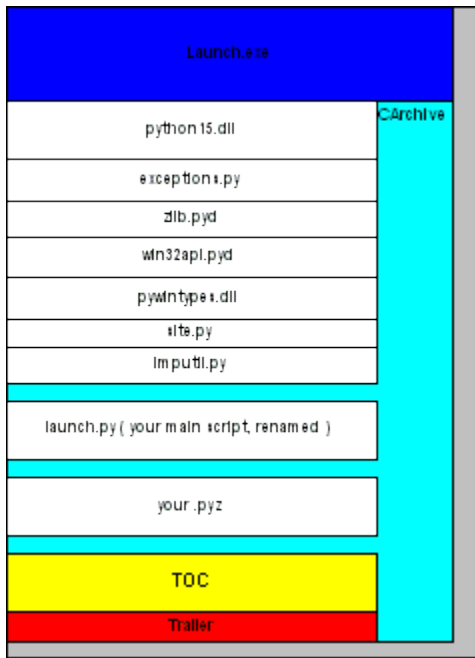 Launch.exe
CArchive
python15.dll
exceptions.py
zlib.pyd
win32api.pyd
pywintypes.dll
site.py
imputil.py
launch.py ( your main script, renamed )
your .pyz
TOC
Trailer